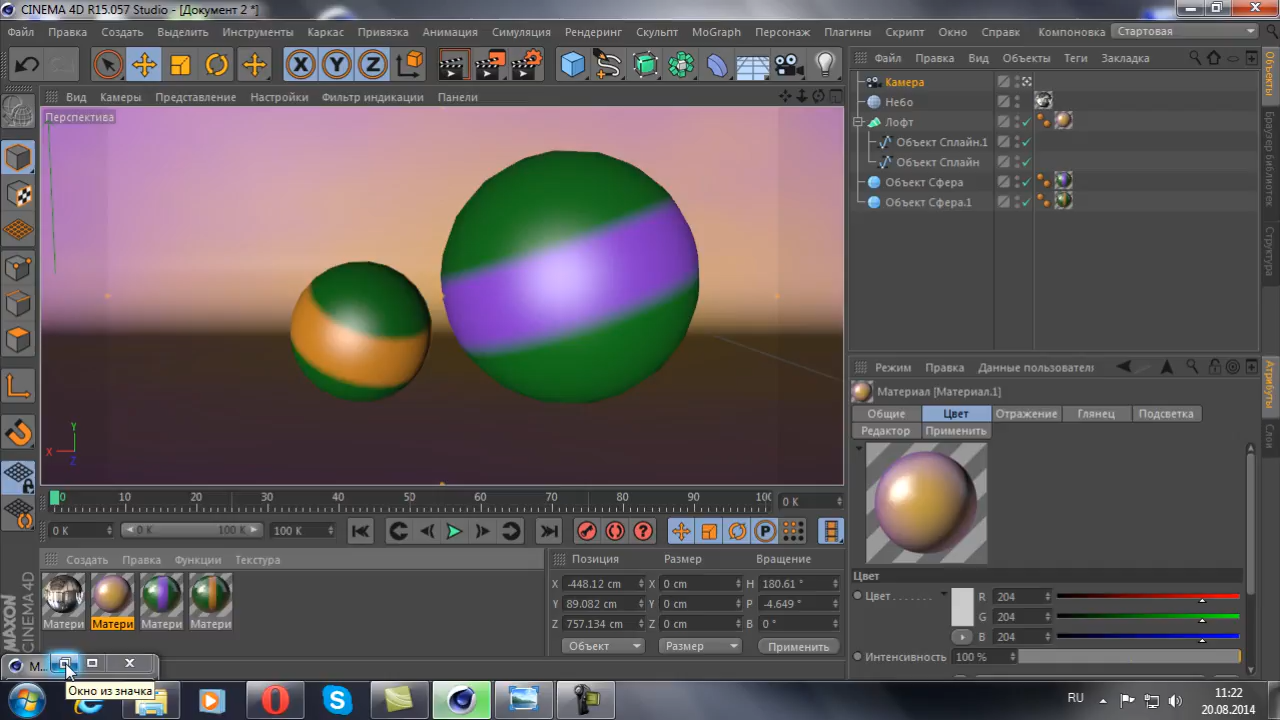 CINEMA 4D R15.057 Studio - [Документ 2 *]
Файл Правка Создать Выделить Инструменты Каркас Привязка Анимация Симуляция Рендеринг Скульпт MoGraph Персонаж Плагины Скрипт Окно Справк Компоновка Стартовая
X Y Z
Файл Правка Вид Объекты Теги Закладка
Вид Камеры Представление Настройки Фильтр индикации Панели
Перспектива
Камера
Небо
Лофт
Объект Сплайн.1
Объект Сплайн
Объект Сфера
Объект Сфера.1
Объекты
Браузер библиотек
Структура
Режим Правка Данные пользователя
Материал [Материал.1]
Общие Цвет Отражение Глянец Подсветка
Редактор Применить
Атрибуты
Слои
Y
X
Z
0 10 20 30 40 50 60 70 80 90 100 0 K
0 K 0 K 100 K 100 K
P
Создать Правка Функции Текстура
Позиция Размер Вращение
X -448.12 cm X 0 cm H 180.61 °
Y 89.082 cm Y 0 cm P -4.649 °
Z 757.134 cm Z 0 cm B 0 °
Объект Размер Применить
Матери Матери Матери Матери
MAXON
CINEMA 4D
Цвет
Цвет R 204
G 204
B 204
Интенсивность 100 %
М...
Окно из значка
RU
11:22
20.08.2014